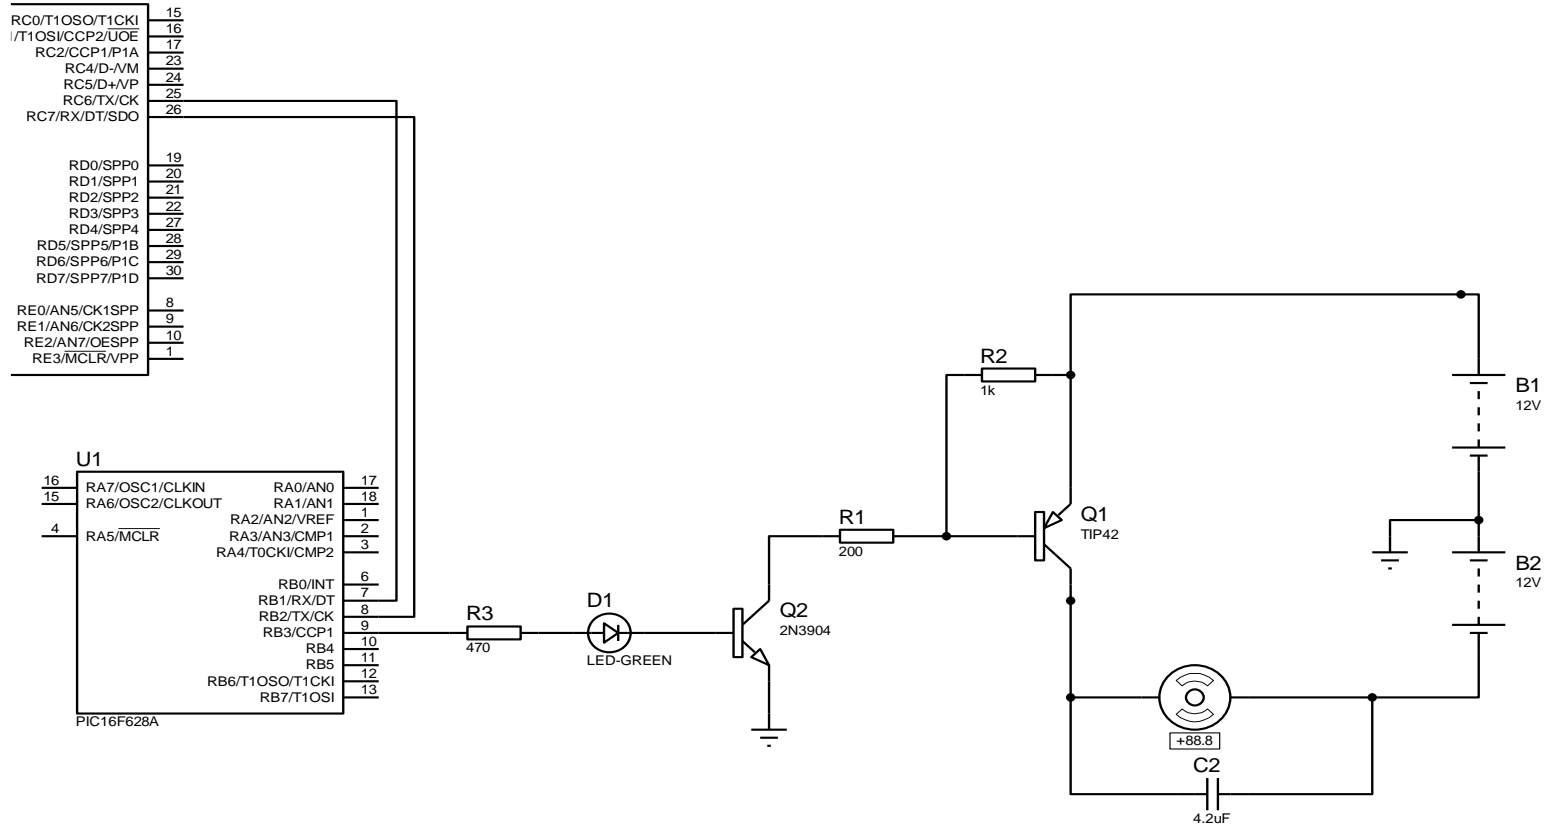 RC0/T1OSO/T1CKI 15
/T1OSI/CCP2/UOE 16
RC2/CCP1/P1A 17
RC4/D-/VM 23
RC5/D+/VP 24
RC6/TX/CK 25
RC7/RX/DT/SDO 26
RD0/SPP0 19
RD1/SPP1 20
RD2/SPP2 21
RD3/SPP3 22
RD4/SPP4 27
RD5/SPP5/P1B 28
RD6/SPP6/P1C 29
RD7/SPP7/P1D 30
RE0/AN5/CK1SPP 8
RE1/AN6/CK2SPP 9
RE2/AN7/OESPP 10
RE3/MCLR/VPP 1
U1
16 RA7/OSC1/CLKIN RA0/AN0 17
15 RA6/OSC2/CLKOUT RA1/AN1 18
RA2/AN2/VREF 1
4 RA5/MCLR RA3/AN3/CMP1 2
RA4/T0CKI/CMP2 3
RB0/INT 6
RB1/RX/DT 7
RB2/TX/CK 8
RB3/CCP1 9
RB4 10
RB5 11
RB6/T1OSO/T1CKI 12
RB7/T1OSI 13
PIC16F628A
R3
470
D1
LED-GREEN
Q2
2N3904
R1
200
R2
1k
Q1
TIP42
B1
12V
B2
12V
+88.8
C2
4.2uF